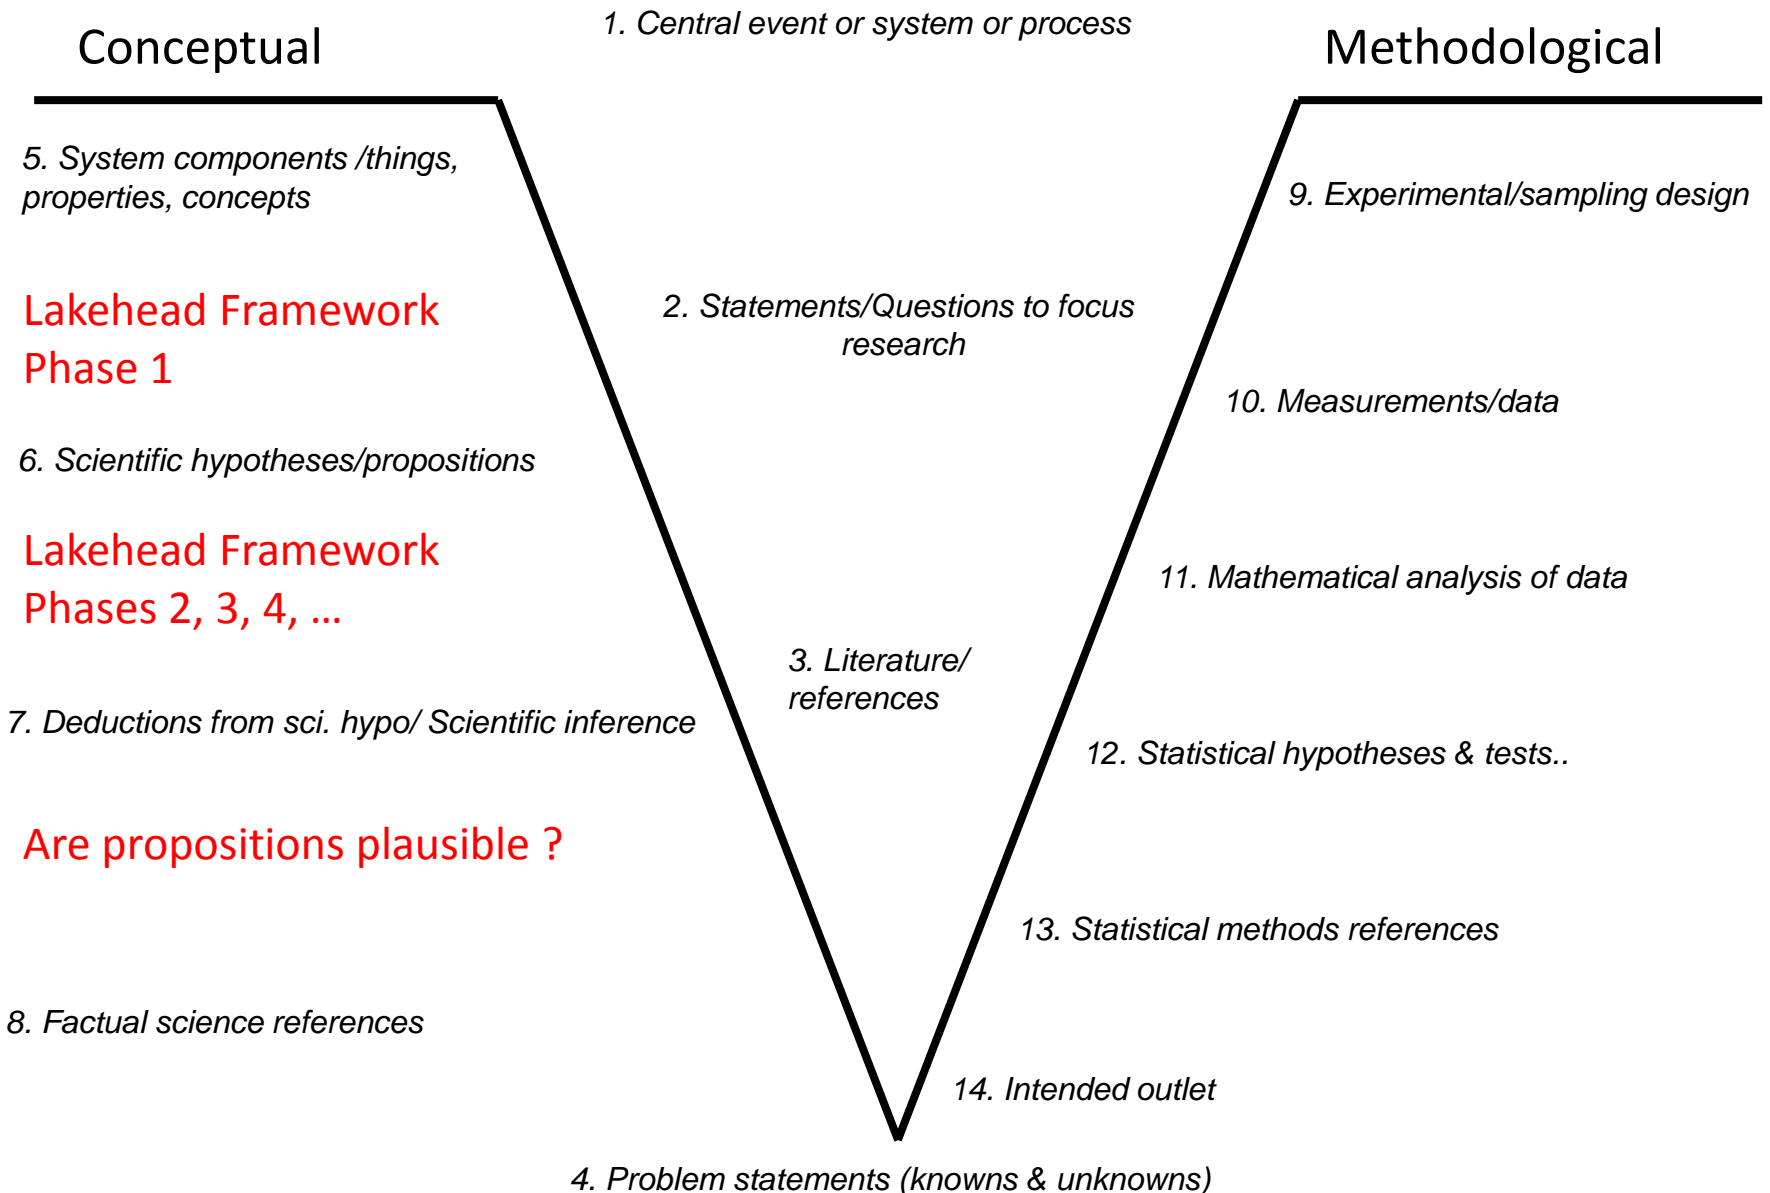 Conceptual
1. Central event or system or process
Methodological
5. System components /things,
properties, concepts
9. Experimental/sampling design
Lakehead Framework
Phase 1
2. Statements/Questions to focus
research
10. Measurements/data
6. Scientific hypotheses/propositions
Lakehead Framework
Phases 2, 3, 4, ...
11. Mathematical analysis of data
3. Literature/
references
7. Deductions from sci. hypo/ Scientific inference
12. Statistical hypotheses & tests..
Are propositions plausible ?
13. Statistical methods references
8. Factual science references
14. Intended outlet
4. Problem statements (knowns & unknowns)